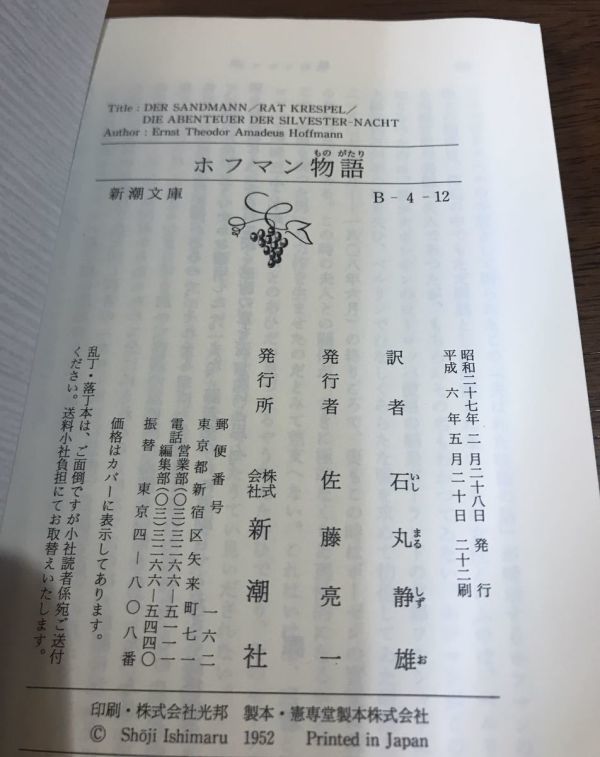 Title : DER SANDMANN/RAT KRESPEL/
DIE ABENTEUER DER SILVESTER-NACHT
Author : Ernst Theodor Amadeus Hoffmann
ホフマン物語
もの がたり
新潮文庫
B - 4 - 12
昭和二十七年 二月二十八日 発行
平成 六年五月二十日 二十二刷
訳者 石丸静雄
いし まる しず お
発行者 佐藤亮一
発行所 株式会社 新潮社
郵便番号 一六二
東京都新宿区矢来町七一
電話 営業部(〇三)三二六六―五一一一
編集部(〇三)三二六六―五四四〇
振替 東京四―八〇八番
価格はカバーに表示してあります。
乱丁・落丁本は、ご面倒ですが小社読者係宛ご送付
ください。送料小社負担にてお取替えいたします。
印刷・株式会社光邦 製本・憲専堂製本株式会社
© Shōji Ishimaru 1952 Printed in Japan